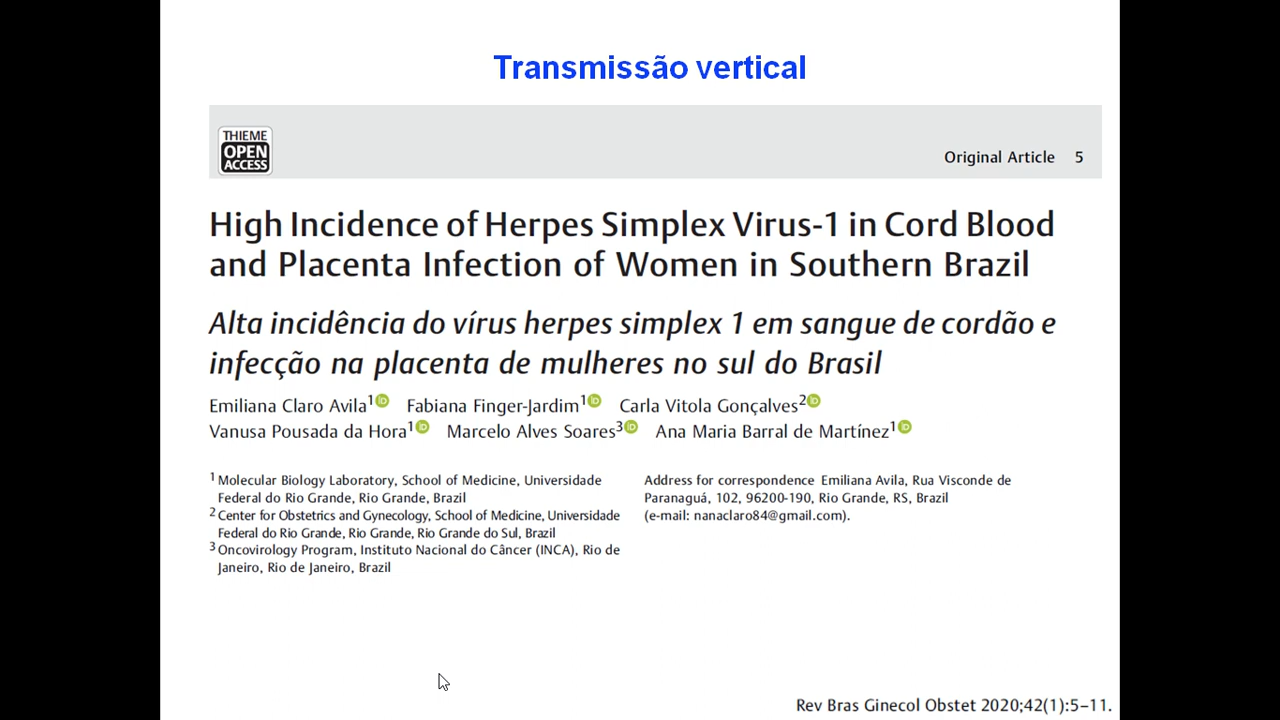 Transmissão vertical
THIEME
OPEN
ACCESS
Original Article 5
High Incidence of Herpes Simplex Virus-1 in Cord Blood
and Placenta Infection of Women in Southern Brazil
Alta incidência do vírus herpes simplex 1 em sangue de cordão e
infecção na placenta de mulheres no sul do Brasil
Emiliana Claro Avila1 iD Fabiana Finger-Jardim1 iD Carla Vitola Gonçalves2 iD
Vanusa Pousada da Hora1 iD Marcelo Alves Soares3 iD Ana Maria Barral de Martínez1 iD
1 Molecular Biology Laboratory, School of Medicine, Universidade
Federal do Rio Grande, Rio Grande, Brazil
2 Center for Obstetrics and Gynecology, School of Medicine, Universidade
Federal do Rio Grande, Rio Grande, Rio Grande do Sul, Brazil
3 Oncovirology Program, Instituto Nacional do Câncer (INCA), Rio de
Janeiro, Rio de Janeiro, Brazil
Address for correspondence Emiliana Avila, Rua Visconde de
Paranaguá, 102, 96200-190, Rio Grande, RS, Brazil
(e-mail: nanaclaro84@gmail.com).
Rev Bras Ginecol Obstet 2020;42(1):5–11.